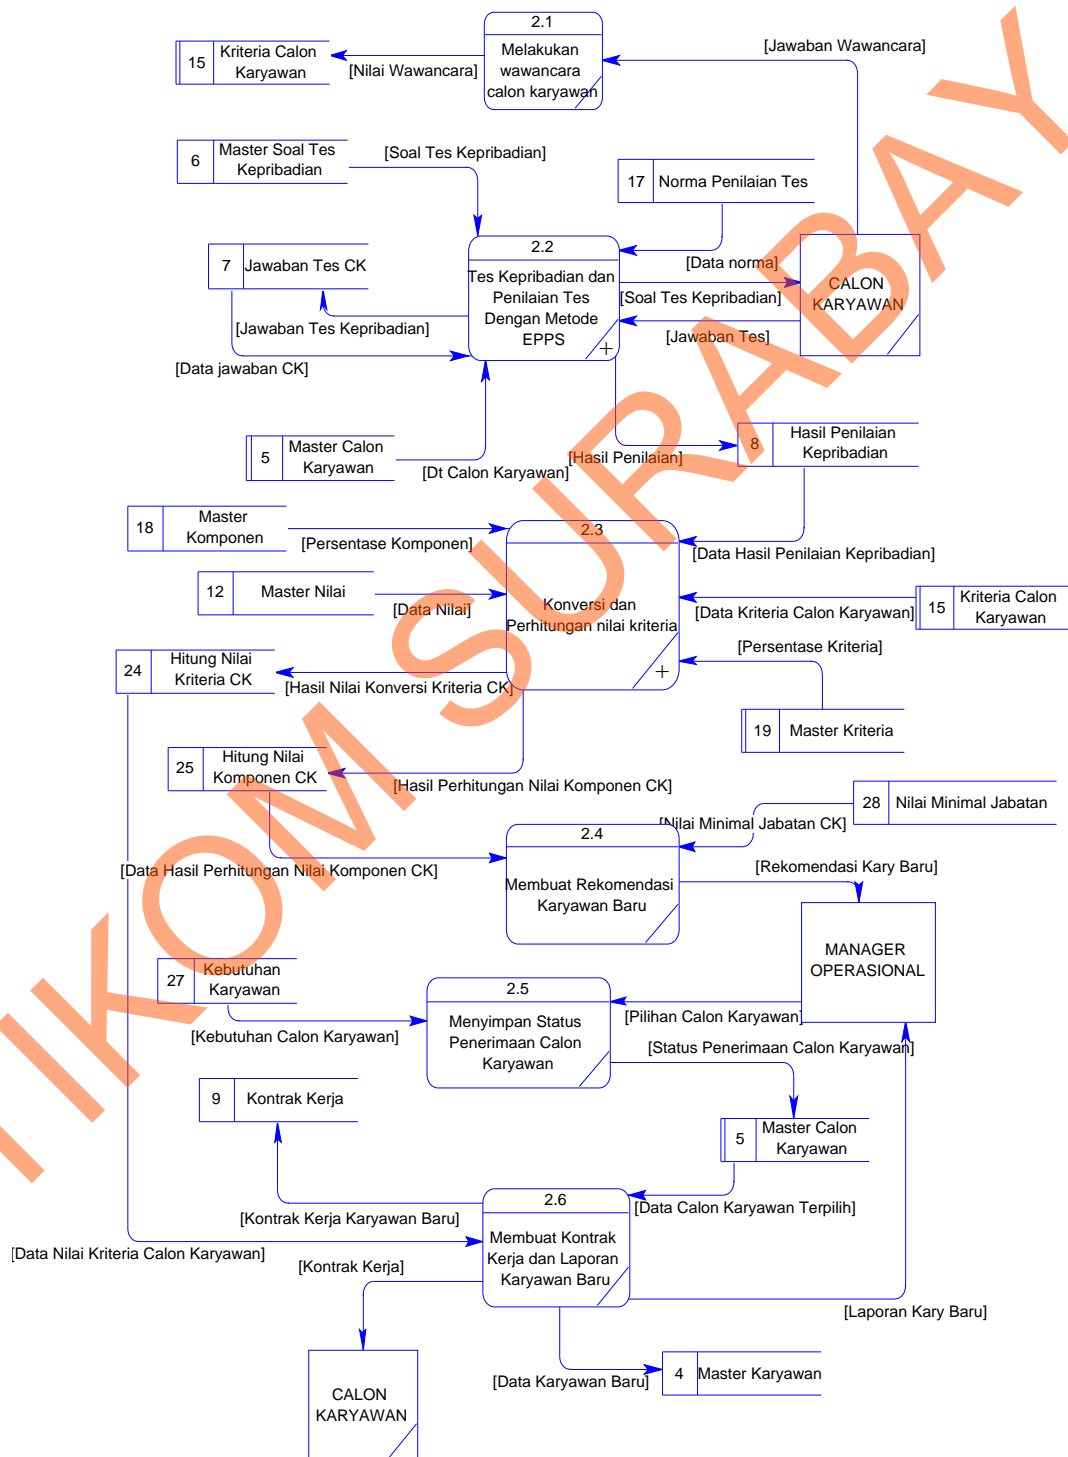 2.1
Melakukan
wawancara
calon karyawan
15
Kriteria Calon
Karyawan
[Nilai Wawancara]
[Jawaban Wawancara]
6
Master Soal Tes
Kepribadian
[Soal Tes Kepribadian]
17
Norma Penilaian Tes
[Data norma]
2.2
Tes Kepribadian dan
Penilaian Tes
Dengan Metode
EPPS
+
7
Jawaban Tes CK
[Jawaban Tes Kepribadian]
[Data jawaban CK]
[Soal Tes Kepribadian]
[Jawaban Tes]
CALON
KARYAWAN
5
Master Calon
Karyawan
[Dt Calon Karyawan]
[Hasil Penilaian]
8
Hasil Penilaian
Kepribadian
18
Master
Komponen
[Persentase Komponen]
2.3
Konversi dan
Perhitungan nilai kriteria
+
[Data Hasil Penilaian Kepribadian]
12
Master Nilai
[Data Nilai]
[Data Kriteria Calon Karyawan]
15
Kriteria Calon
Karyawan
[Persentase Kriteria]
24
Hitung Nilai
Kriteria CK
[Hasil Nilai Konversi Kriteria CK]
19
Master Kriteria
25
Hitung Nilai
Komponen CK
[Hasil Perhitungan Nilai Komponen CK]
28
Nilai Minimal Jabatan
[Nilai Minimal Jabatan CK]
2.4
Membuat Rekomendasi
Karyawan Baru
[Data Hasil Perhitungan Nilai Komponen CK]
[Rekomendasi Kary Baru]
MANAGER
OPERASIONAL
27
Kebutuhan
Karyawan
[Kebutuhan Calon Karyawan]
2.5
Menyimpan Status
Penerimaan Calon
Karyawan
[Pilihan Calon Karyawan]
[Status Penerimaan Calon Karyawan]
9
Kontrak Kerja
5
Master Calon
Karyawan
[Kontrak Kerja Karyawan Baru]
2.6
Membuat Kontrak
Kerja dan Laporan
Karyawan Baru
[Data Calon Karyawan Terpilih]
[Data Nilai Kriteria Calon Karyawan]
[Kontrak Kerja]
[Laporan Kary Baru]
CALON
KARYAWAN
[Data Karyawan Baru]
4
Master Karyawan
IKOM SURABAY